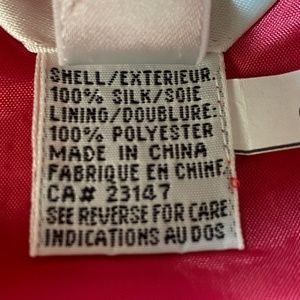 SHELL/EXTERIEUR:
100% SILK/SOIE
LINING/DOUBLURE:
100% POLYESTER
MADE IN CHINA
FABRIQUE EN CHINE
CA# 23147
SEE REVERSE FOR CARE
INDICATIONS AU DOS